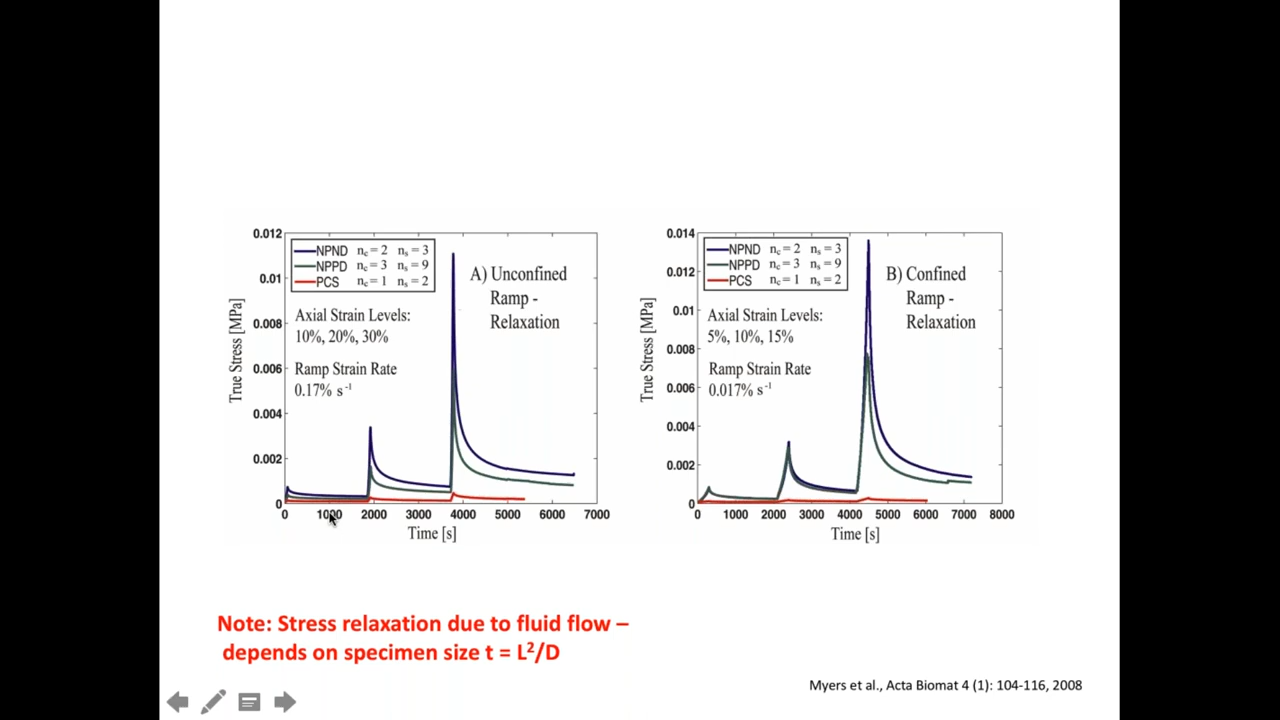 0.012
0.01
0.008
0.006
0.004
0.002
0
True Stress [MPa]
NPND n_c = 2 n_s = 3
NPPD n_c = 3 n_s = 9
PCS n_c = 1 n_s = 2
A) Unconfined
Ramp -
Relaxation
Axial Strain Levels:
10%, 20%, 30%
Ramp Strain Rate
0.17% s⁻¹
0 1000 2000 3000 4000 5000 6000 7000
Time [s]
0.014
0.012
0.01
0.008
0.006
0.004
0.002
0
True Stress [MPa]
NPND n_c = 2 n_s = 3
NPPD n_c = 3 n_s = 9
PCS n_c = 1 n_s = 2
B) Confined
Ramp -
Relaxation
Axial Strain Levels:
5%, 10%, 15%
Ramp Strain Rate
0.017% s⁻¹
0 1000 2000 3000 4000 5000 6000 7000 8000
Time [s]
Note: Stress relaxation due to fluid flow –
depends on specimen size t = L²/D
Myers et al., Acta Biomat 4 (1): 104-116, 2008